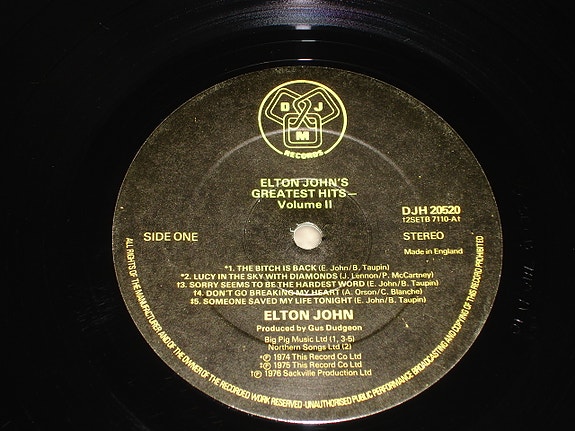 D J
M
RECORDS
ELTON JOHN'S
GREATEST HITS—
Volume II
DJH 20520
12SETB 7110-A‡
SIDE ONE
STEREO
Made in England
*1. THE BITCH IS BACK (E. John/B. Taupin)
*2. LUCY IN THE SKY WITH DIAMONDS (J. Lennon/P. McCartney)
†3. SORRY SEEMS TO BE THE HARDEST WORD (E. John/B. Taupin)
†4. DON'T GO BREAKING MY HEART (A. Orson/C. Blanche)
‡5. SOMEONE SAVED MY LIFE TONIGHT (E. John/B. Taupin)
ELTON JOHN
Produced by Gus Dudgeon
Big Pig Music Ltd (1, 3-5)
Northern Songs Ltd (2)
*℗ 1974 This Record Co Ltd
‡℗ 1975 This Record Co Ltd
†℗ 1976 Sackville Production Ltd
ALL RIGHTS OF THE MANUFACTURER AND OF THE OWNER OF THE RECORDED WORK RESERVED-UNAUTHORISED PUBLIC PERFORMANCE BROADCASTING AND COPYING OF THIS RECORD PROHIBITED